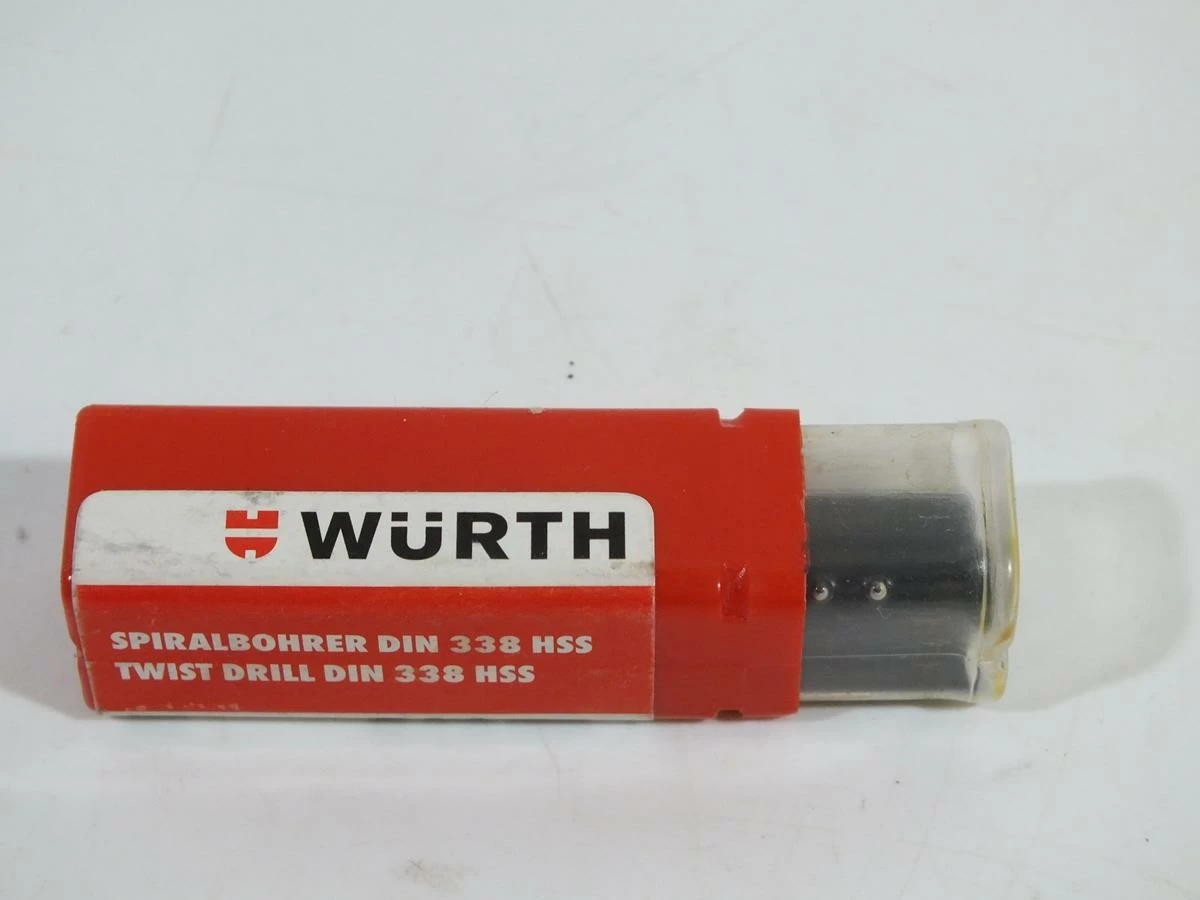 WÜRTH
SPIRALBOHRER DIN 338 HSS
TWIST DRILL DIN 338 HSS